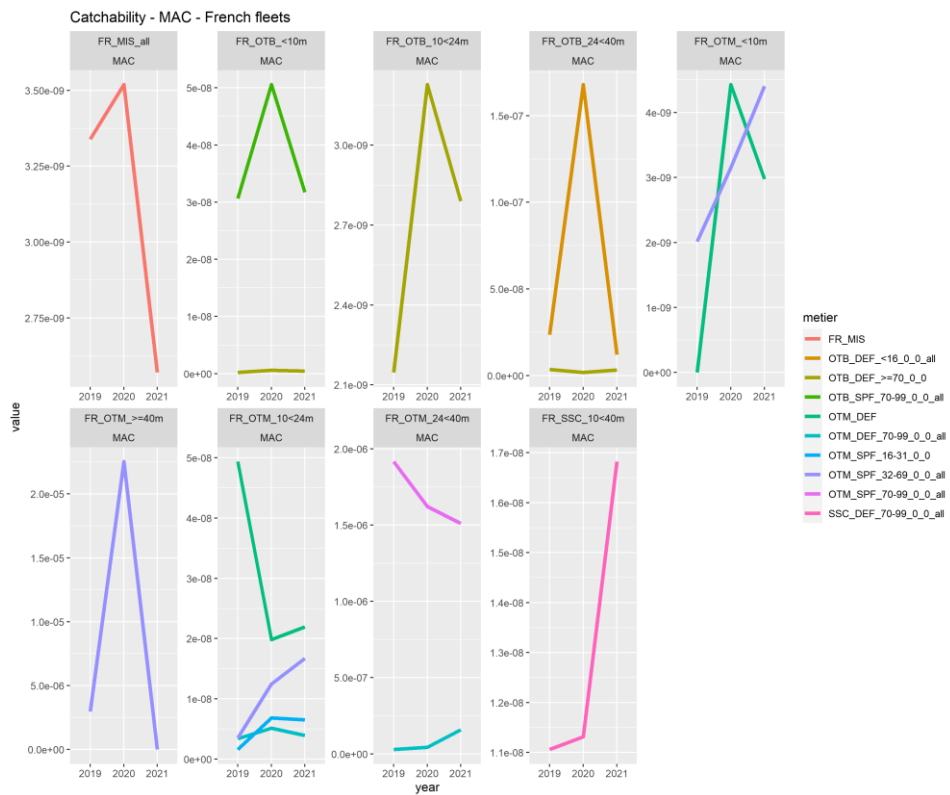 Catchability - MAC - French fleets
FR_MIS_all
MAC
3.50e-09
3.25e-09
3.00e-09
2.75e-09
FR_OTB_<10m
MAC
5e-08
4e-08
3e-08
2e-08
1e-08
0e+00
FR_OTB_10<24m
MAC
3.0e-09
2.7e-09
2.4e-09
2.1e-09
FR_OTB_24<40m
MAC
1.5e-07
1.0e-07
5.0e-08
0.0e+00
FR_OTM_<10m
MAC
4e-09
3e-09
2e-09
1e-09
0e+00
value
FR_OTM_>=40m
MAC
2.0e-05
1.5e-05
1.0e-05
5.0e-06
0.0e+00
2019 2020 2021
FR_OTM_10<24m
MAC
5e-08
4e-08
3e-08
2e-08
1e-08
0e+00
2019 2020 2021
FR_OTM_24<40m
MAC
2.0e-06
1.5e-06
1.0e-06
5.0e-07
0.0e+00
2019 2020 2021
FR_SSC_10<40m
MAC
1.7e-08
1.6e-08
1.5e-08
1.4e-08
1.3e-08
1.2e-08
1.1e-08
2019 2020 2021
year
metier
FR_MIS
OTB_DEF_<16_0_0_all
OTB_DEF_>=70_0_0
OTB_SPF_70-99_0_0_all
OTM_DEF
OTM_DEF_70-99_0_0_all
OTM_SPF_16-31_0_0
OTM_SPF_32-69_0_0_all
OTM_SPF_70-99_0_0_all
SSC_DEF_70-99_0_0_all